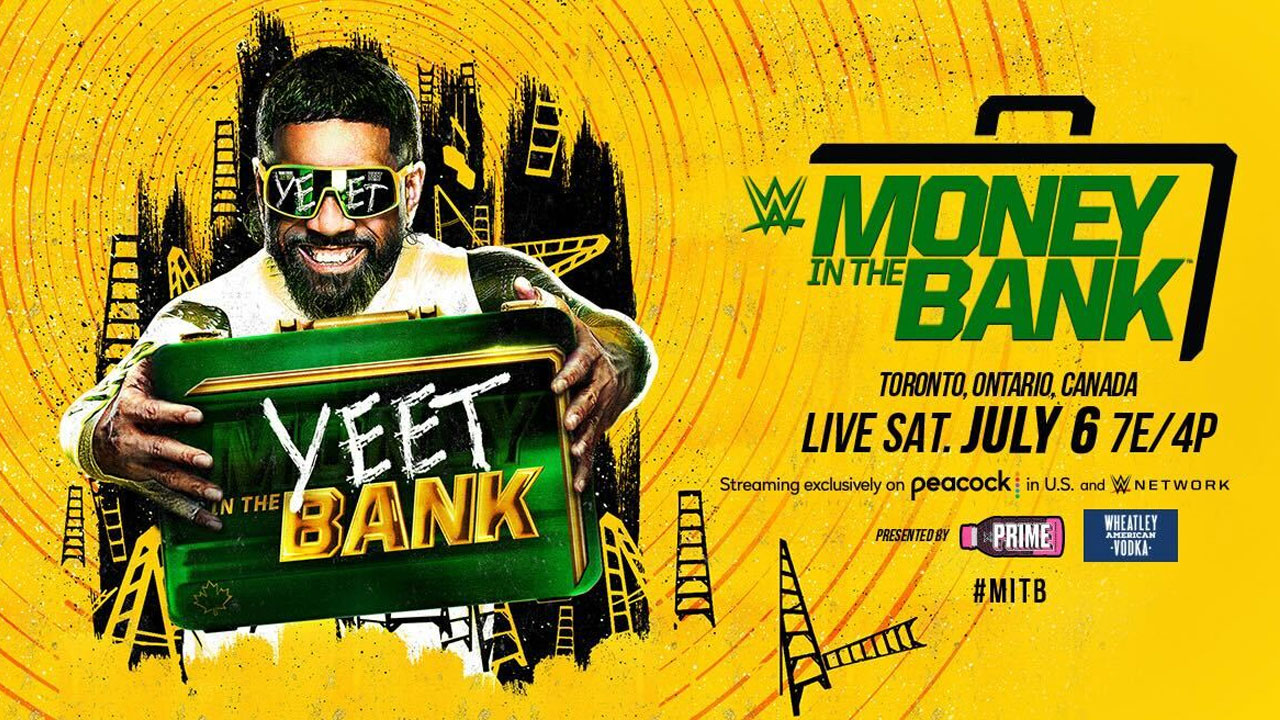 YEET
YEET
IN THE BANK
W
MONEY
IN THE BANK™
TORONTO, ONTARIO, CANADA
LIVE SAT. JULY 6 7E/4P
Streaming exclusively on peacock in U.S. and W NETWORK
PRESENTED BY PRIME WHEATLEY
AMERICAN
·VODKA·
#MITB